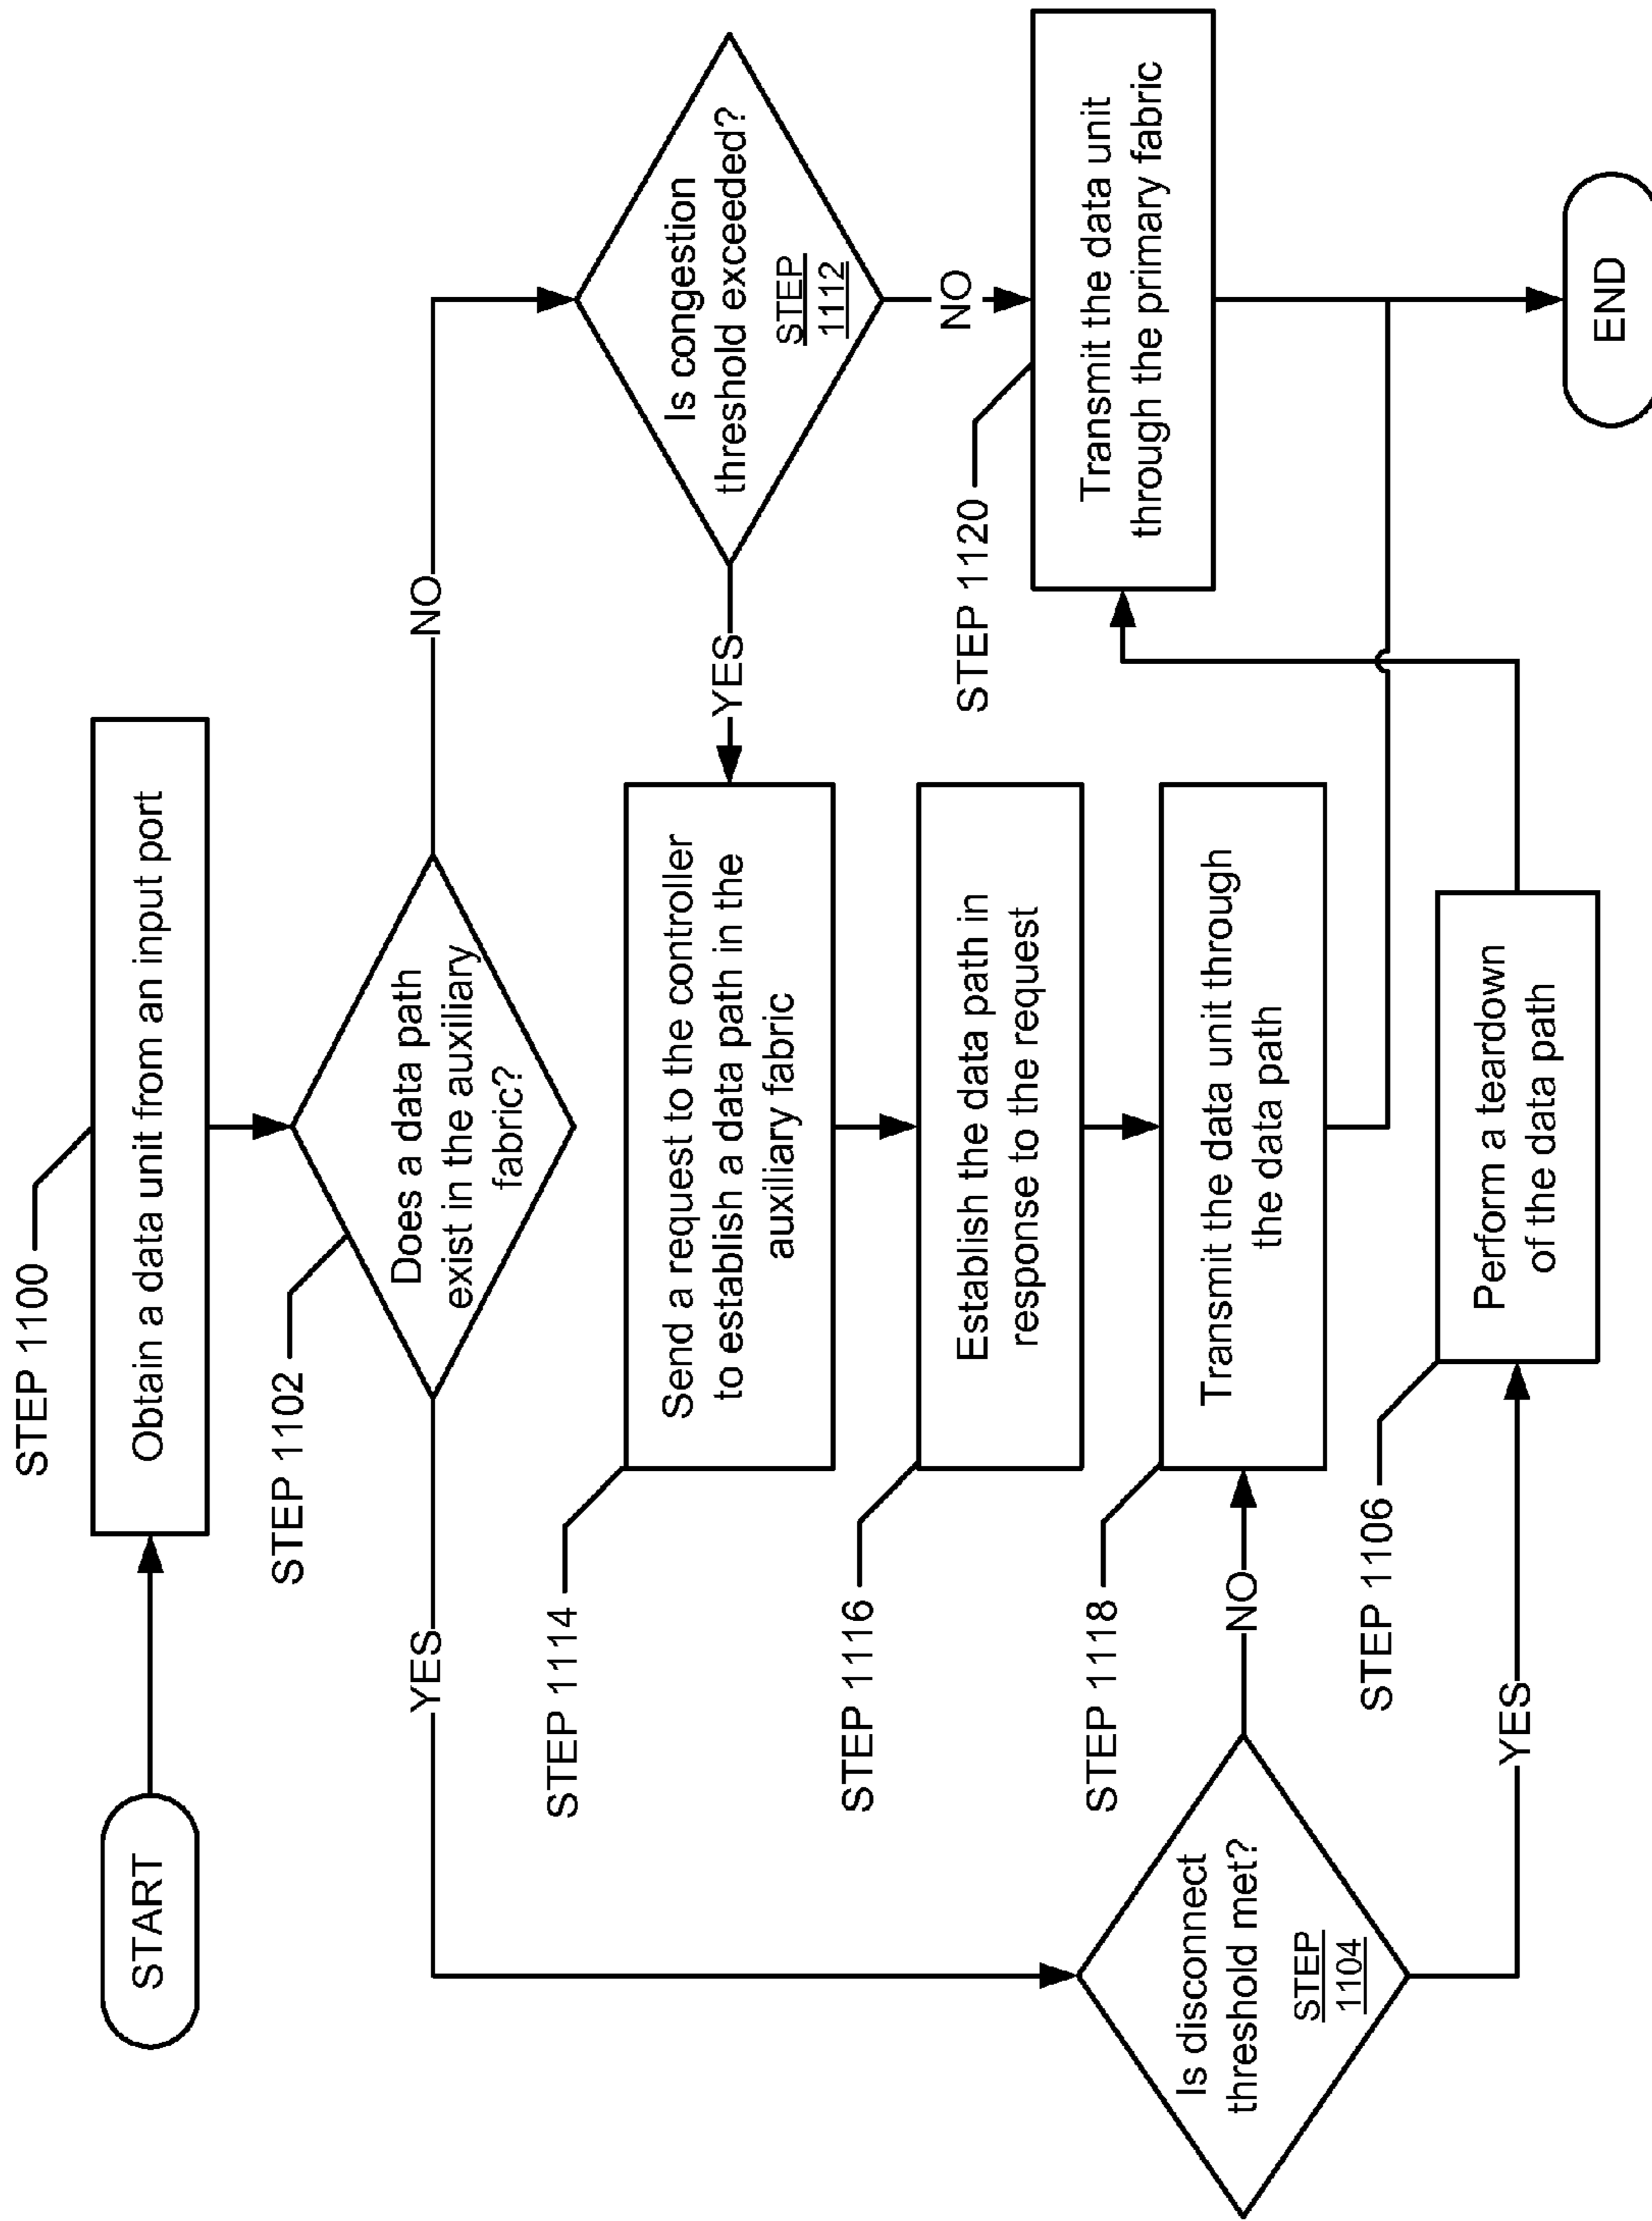 START
STEP 1100
Obtain a data unit from an input port
STEP 1102
Does a data path
exist in the auxiliary
fabric?
YES
NO
Is congestion
threshold exceeded?
STEP
1112
YES
NO
STEP 1114
Send a request to the controller
to establish a data path in the
auxiliary fabric
STEP 1116
Establish the data path in
response to the request
STEP 1118
Transmit the data unit through
the data path
STEP 1120
Transmit the data unit
through the primary fabric
Is disconnect
threshold met?
STEP
1104
NO
YES
STEP 1106
Perform a teardown
of the data path
END